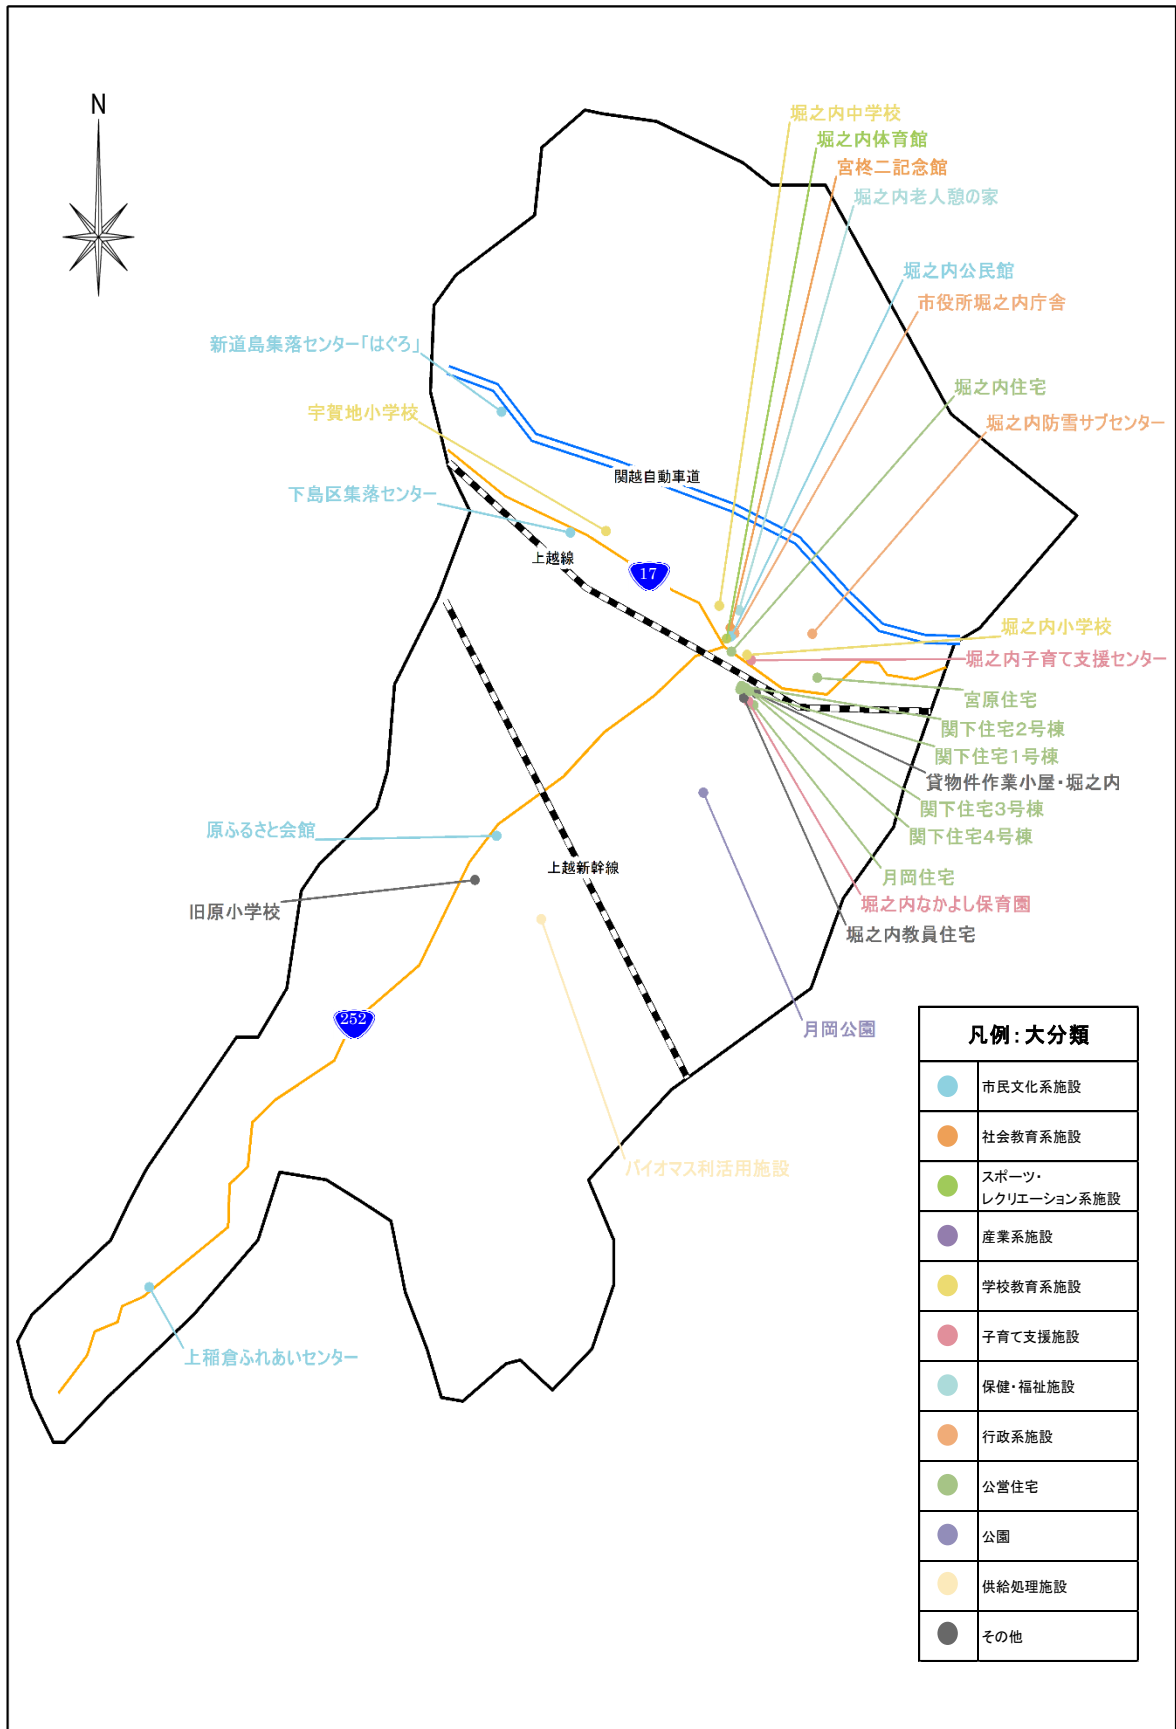 N
堀之内中学校
堀之内体育館
宮柊二記念館
堀之内老人憩の家
堀之内公民館
市役所堀之内庁舎
新道島集落センター「はぐろ」
堀之内住宅
宇賀地小学校
堀之内防雪サブセンター
関越自動車道
下島区集落センター
上越線
17
堀之内小学校
堀之内子育て支援センター
宮原住宅
関下住宅2号棟
関下住宅1号棟
貸物件作業小屋・堀之内
関下住宅3号棟
原ふるさと会館
関下住宅4号棟
上越新幹線
月岡住宅
旧原小学校
堀之内なかよし保育園
堀之内教員住宅
252
月岡公園
バイオマス利活用施設
上稲倉ふれあいセンター
凡例：大分類
市民文化系施設
社会教育系施設
スポーツ・
レクリエーション系施設
産業系施設
学校教育系施設
子育て支援施設
保健・福祉施設
行政系施設
公営住宅
公園
供給処理施設
その他